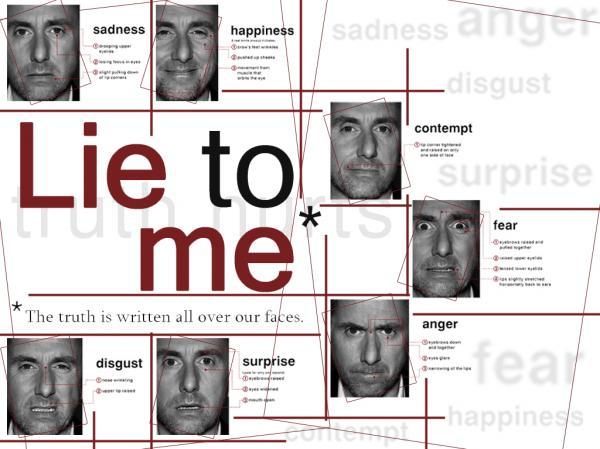 sadness
① drooping upper
eyelids
② losing focus in eyes
③ slight pulling down
of lip corners
happiness
A real smile always includes:
① crow's feet wrinkles
② pushed up cheeks
③ movement from
muscle that
orbits the eye
sadness
anger
disgust
contempt
① lip corner tightened
and raised on only
one side of face
surprise
Lie to
me*
truth hurts
fear
① eyebrows raised and
pulled together
② raised upper eyelids
③ tensed lower eyelids
④ lips slightly stretched
horizontally back to ears
*The truth is written all over our faces.
anger
① eyebrows down
and together
② eyes glare
③ narrowing of the lips
fear
disgust
① nose wrinkling
② upper lip raised
surprise
Lasts for only one second:
① eyebrows raised
② eyes widened
③ mouth open
happiness
contempt